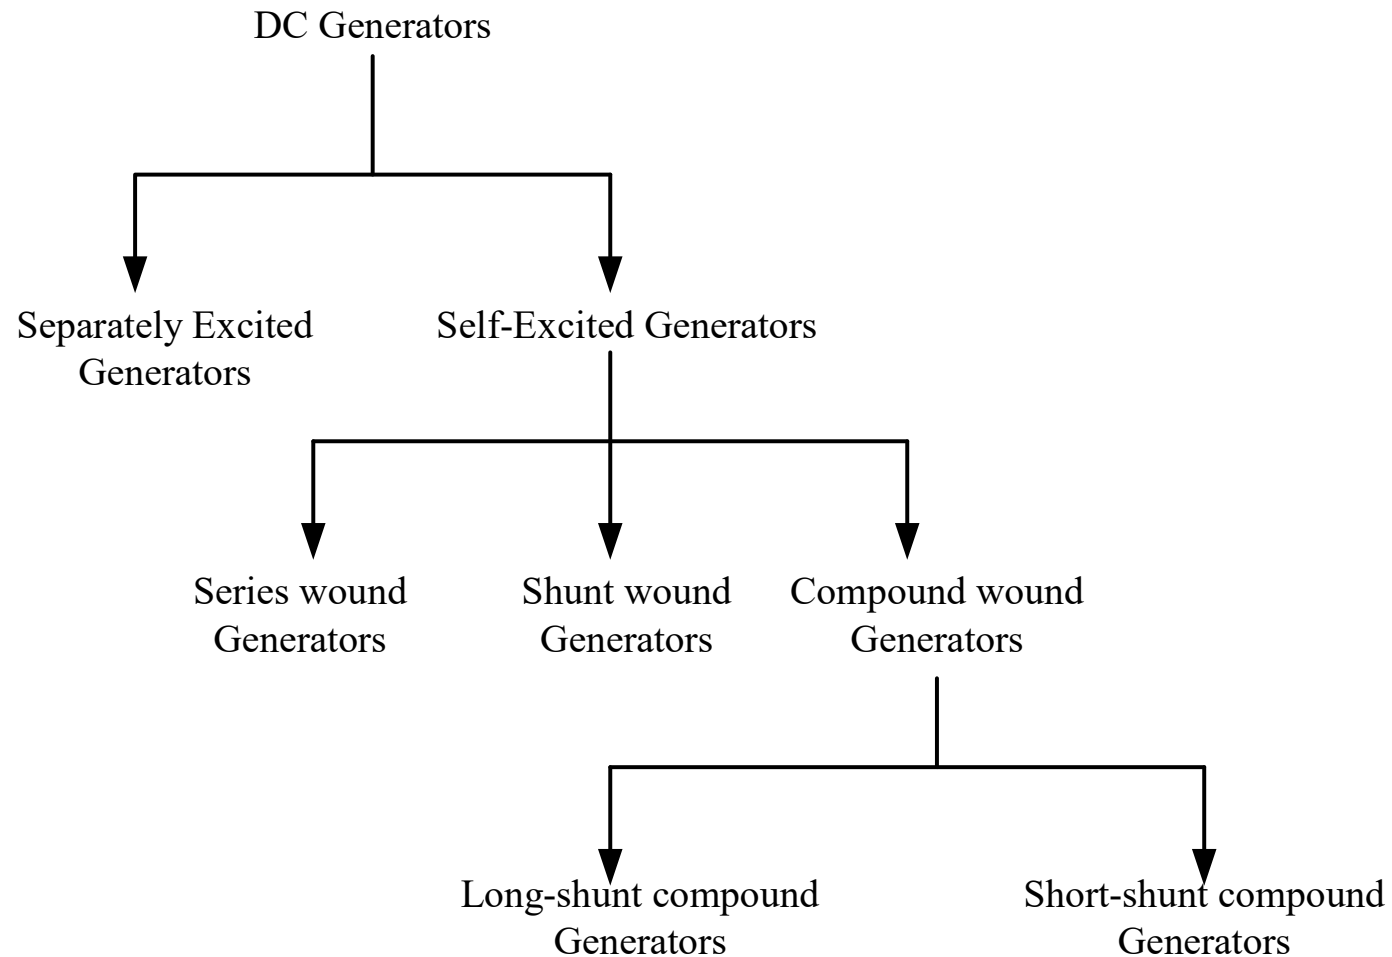 DC Generators
Separately Excited
Generators
Self-Excited Generators
Series wound
Generators
Shunt wound
Generators
Compound wound
Generators
Long-shunt compound
Generators
Short-shunt compound
Generators